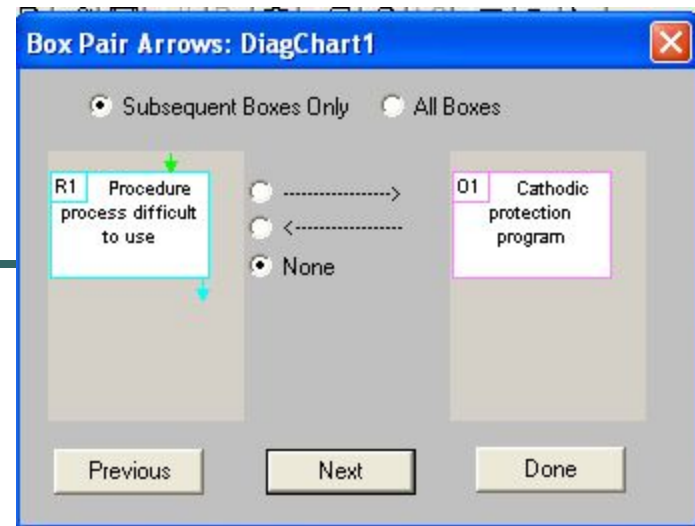 Box Pair Arrows: DiagChart1
Subsequent Boxes Only All Boxes
R1 Procedure
process difficult
to use
---------------->
<----------------
None
O1 Cathodic
protection
program
Previous Next Done